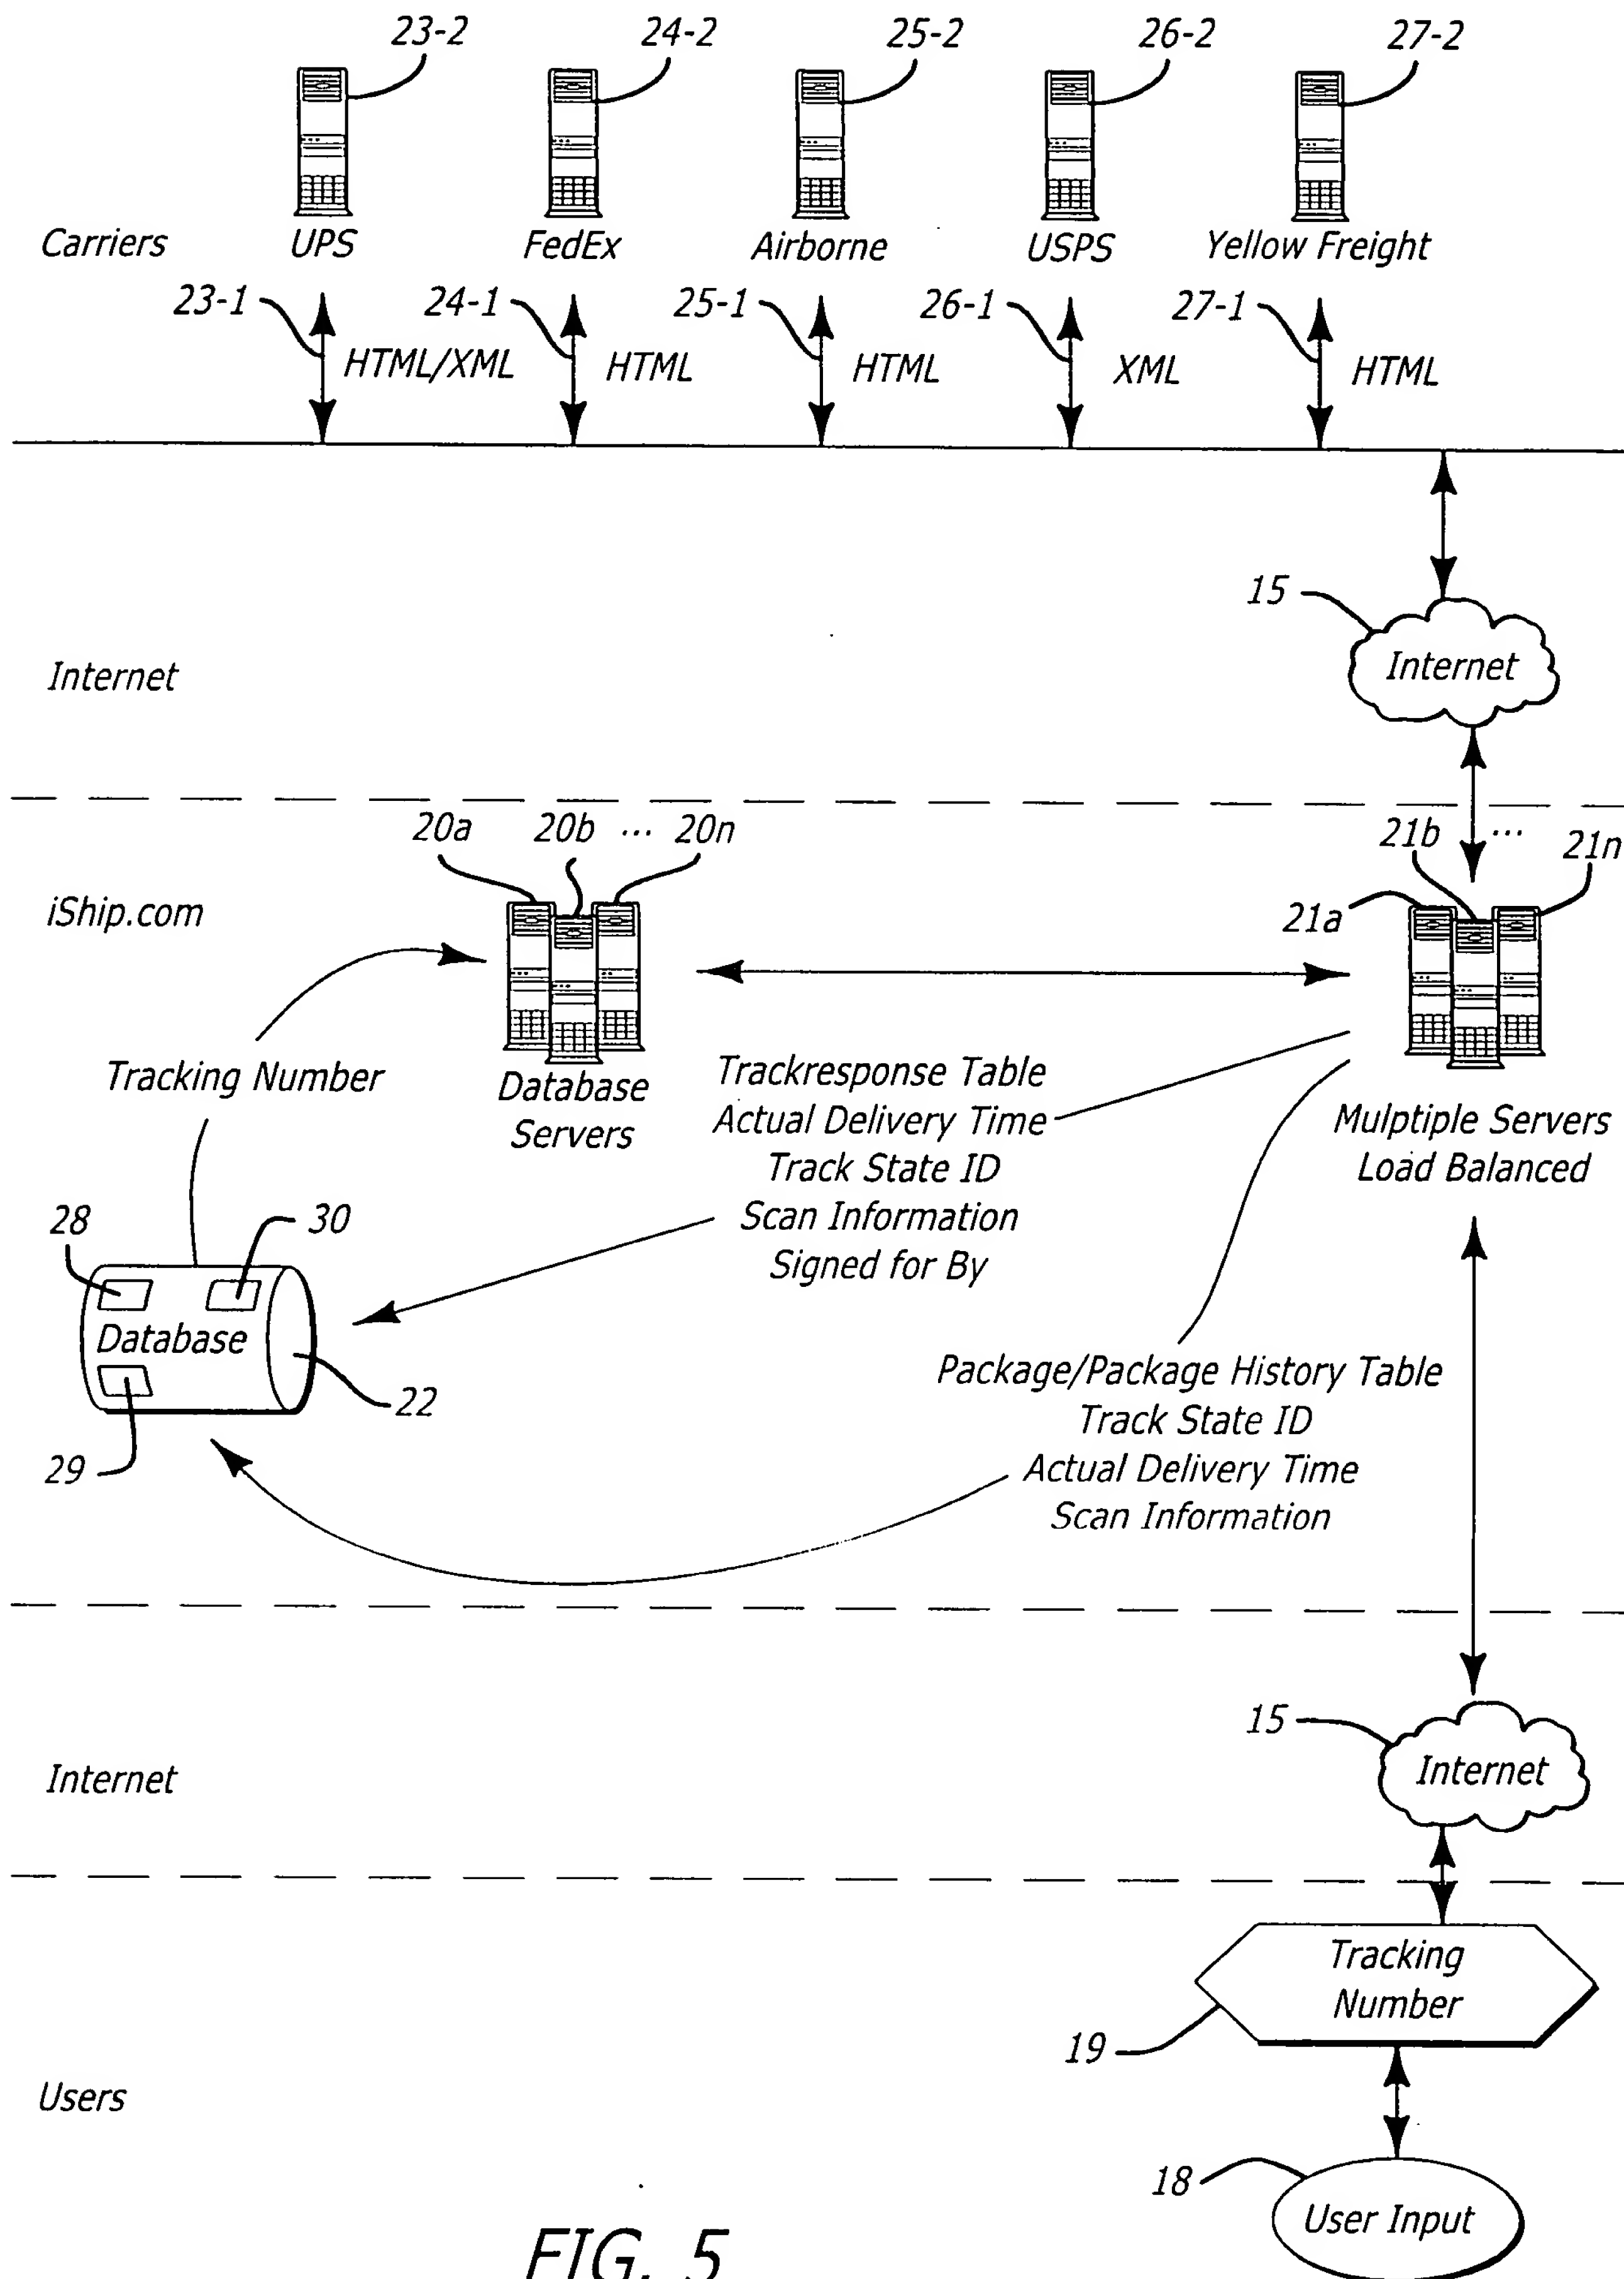 23-2 24-2 25-2 26-2 27-2
Carriers UPS FedEx Airborne USPS Yellow Freight
23-1 24-1 25-1 26-1 27-1
HTML/XML HTML HTML XML HTML
15
Internet Internet
20a 20b ... 20n 21b ... 21n
iShip.com 21a
Tracking Number
Database
Servers
Trackresponse Table
Actual Delivery Time
Track State ID
Scan Information
Signed for By
Mulptiple Servers
Load Balanced
28 30
Database
22
29
Package/Package History Table
Track State ID
Actual Delivery Time
Scan Information
15
Internet Internet
Tracking
Number
19
Users
18
User Input
FIG. 5